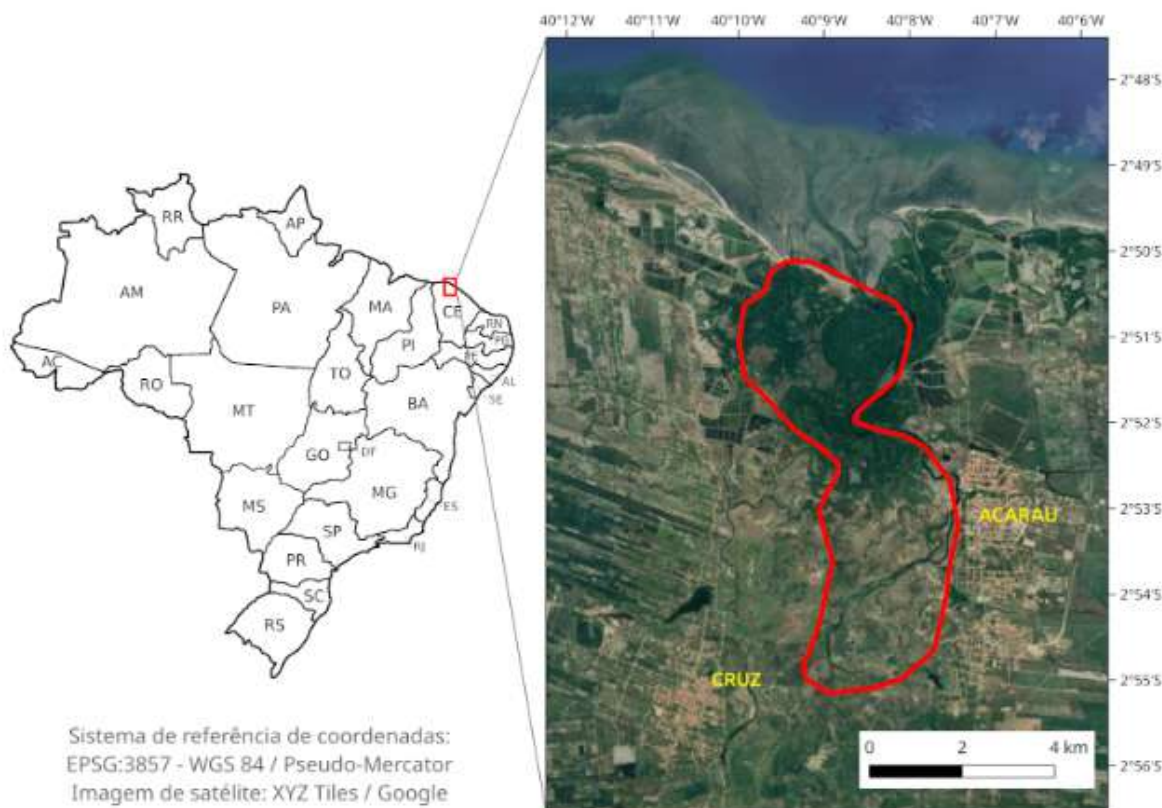 40°12'W 40°11'W 40°10'W 40°9'W 40°8'W 40°7'W 40°6'W
2°48'S
2°49'S
2°50'S
2°51'S
2°52'S
2°53'S
2°54'S
2°55'S
2°56'S
RR
AP
AM
PA
MA
CE
RN
PB
PI
PE
AC
AL
TO
RO
SE
BA
MT
GO
DF
MG
ES
MS
SP
RJ
PR
SC
RS
ACARAU
CRUZ
0 2 4 km
Sistema de referência de coordenadas:
EPSG:3857 - WGS 84 / Pseudo-Mercator
Imagem de satélite: XYZ Tiles / Google